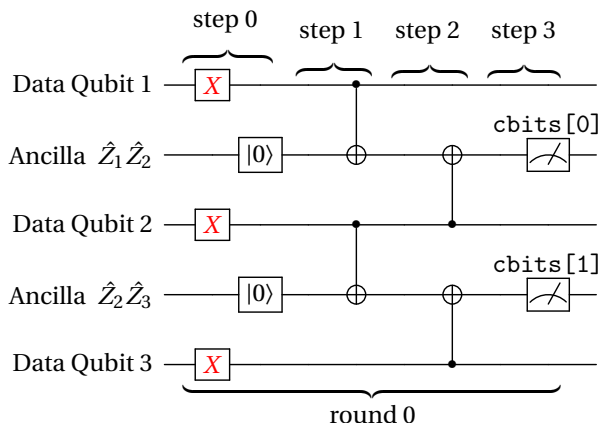 step 0
step 1
step 2
step 3
Data Qubit 1
X
cbits[0]
Ancilla Ẑ₁Ẑ₂
|0⟩
Data Qubit 2
X
cbits[1]
Ancilla Ẑ₂Ẑ₃
|0⟩
Data Qubit 3
X
round 0